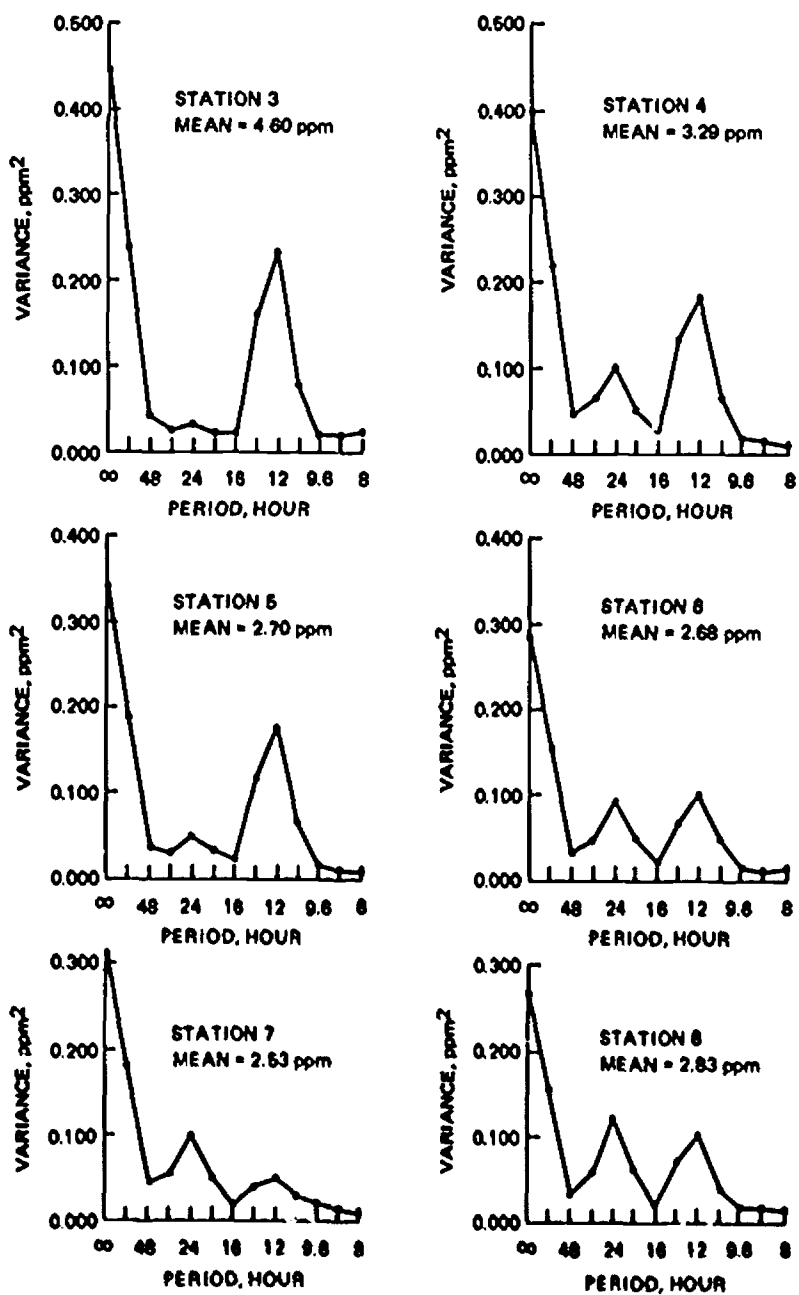 0.500
0.400
0.300
0.200
0.100
0.000
VARIANCE, ppm2
STATION 3
MEAN = 4.60 ppm
∞ 48 24 16 12 9.6 8
PERIOD, HOUR
0.500
0.400
0.300
0.200
0.100
0.000
VARIANCE, ppm2
STATION 4
MEAN = 3.29 ppm
∞ 48 24 16 12 9.6 8
PERIOD, HOUR
0.400
0.300
0.200
0.100
0.000
VARIANCE, ppm2
STATION 5
MEAN = 2.70 ppm
∞ 48 24 16 12 9.6 8
PERIOD, HOUR
0.400
0.300
0.200
0.100
0.000
VARIANCE, ppm2
STATION 6
MEAN = 2.68 ppm
∞ 48 24 16 12 9.6 8
PERIOD, HOUR
0.300
0.200
0.100
0.000
VARIANCE, ppm2
STATION 7
MEAN = 2.53 ppm
∞ 48 24 16 12 9.6 8
PERIOD, HOUR
0.300
0.200
0.100
0.000
VARIANCE, ppm2
STATION 8
MEAN = 2.83 ppm
∞ 48 24 16 12 9.6 8
PERIOD, HOUR